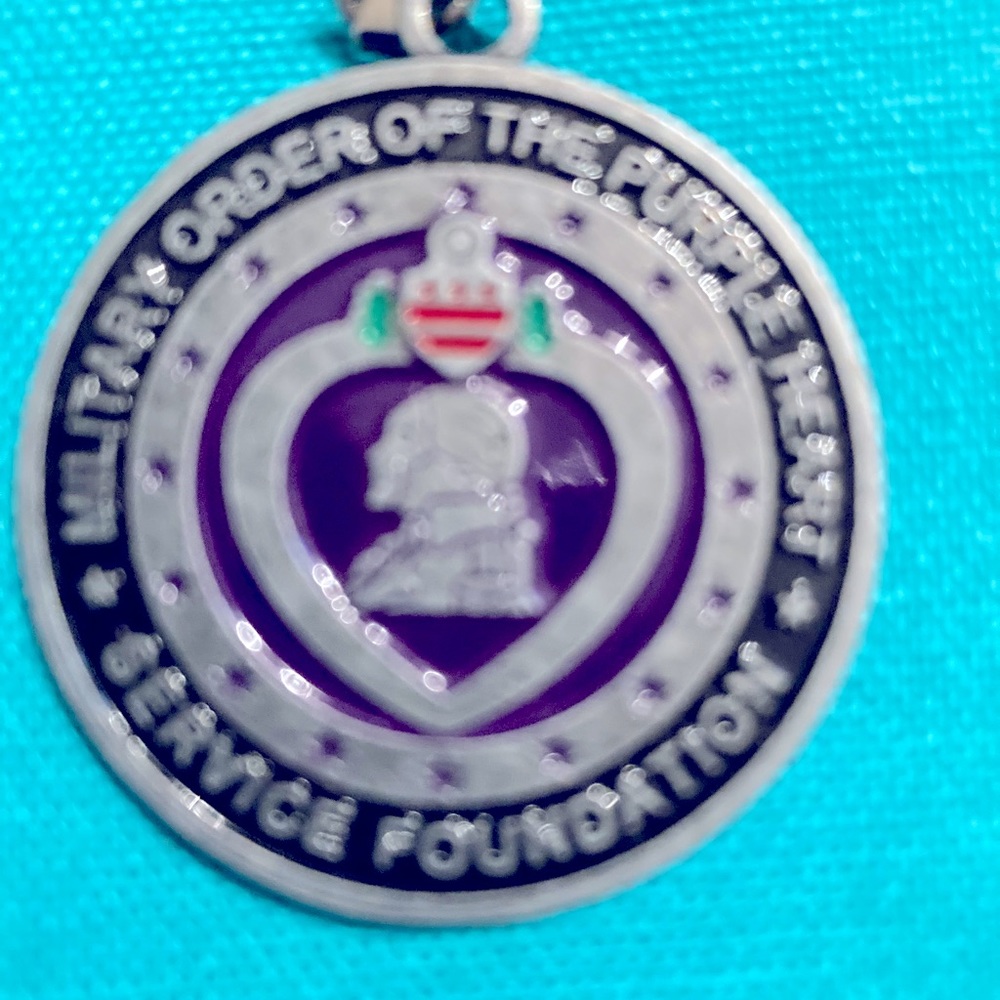 MILITARY ORDER OF THE PURPLE HEART
SERVICE FOUNDATION